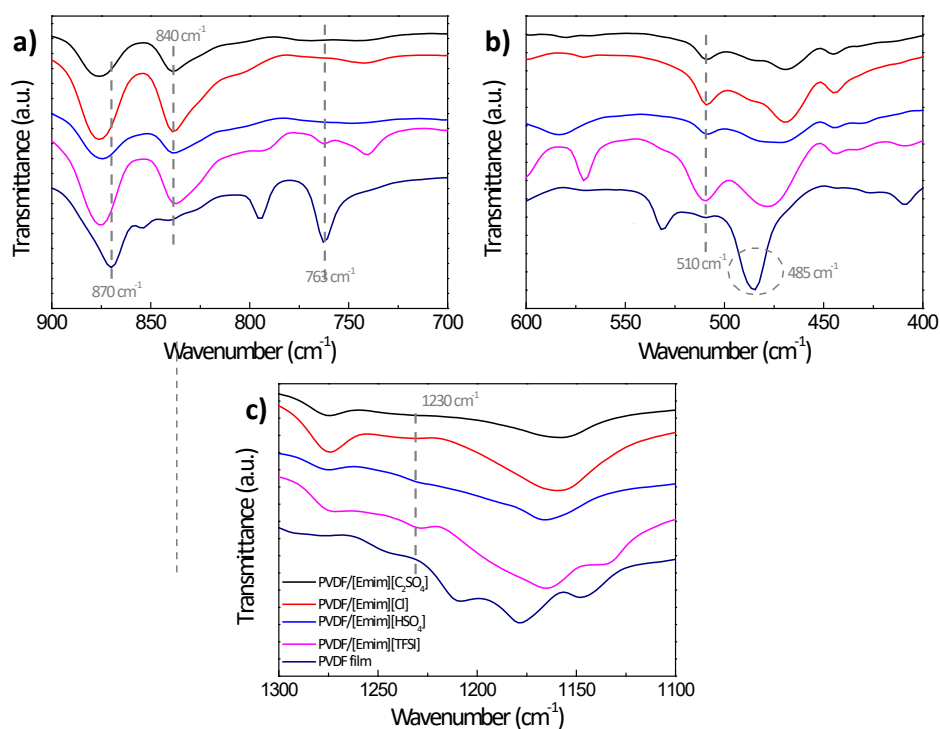 a)
840 cm⁻¹
870 cm⁻¹
763 cm⁻¹
Transmittance (a.u.)
900 850 800 750 700
Wavenumber (cm⁻¹)
b)
510 cm⁻¹
485 cm⁻¹
Transmittance (a.u.)
600 550 500 450 400
Wavenumber (cm⁻¹)
c)
1230 cm⁻¹
Transmittance (a.u.)
PVDF/[Emim][C₂SO₄]
PVDF/[Emim][Cl]
PVDF/[Emim][HSO₄]
PVDF/[Emim][TFSI]
PVDF film
1300 1250 1200 1150 1100
Wavenumber (cm⁻¹)